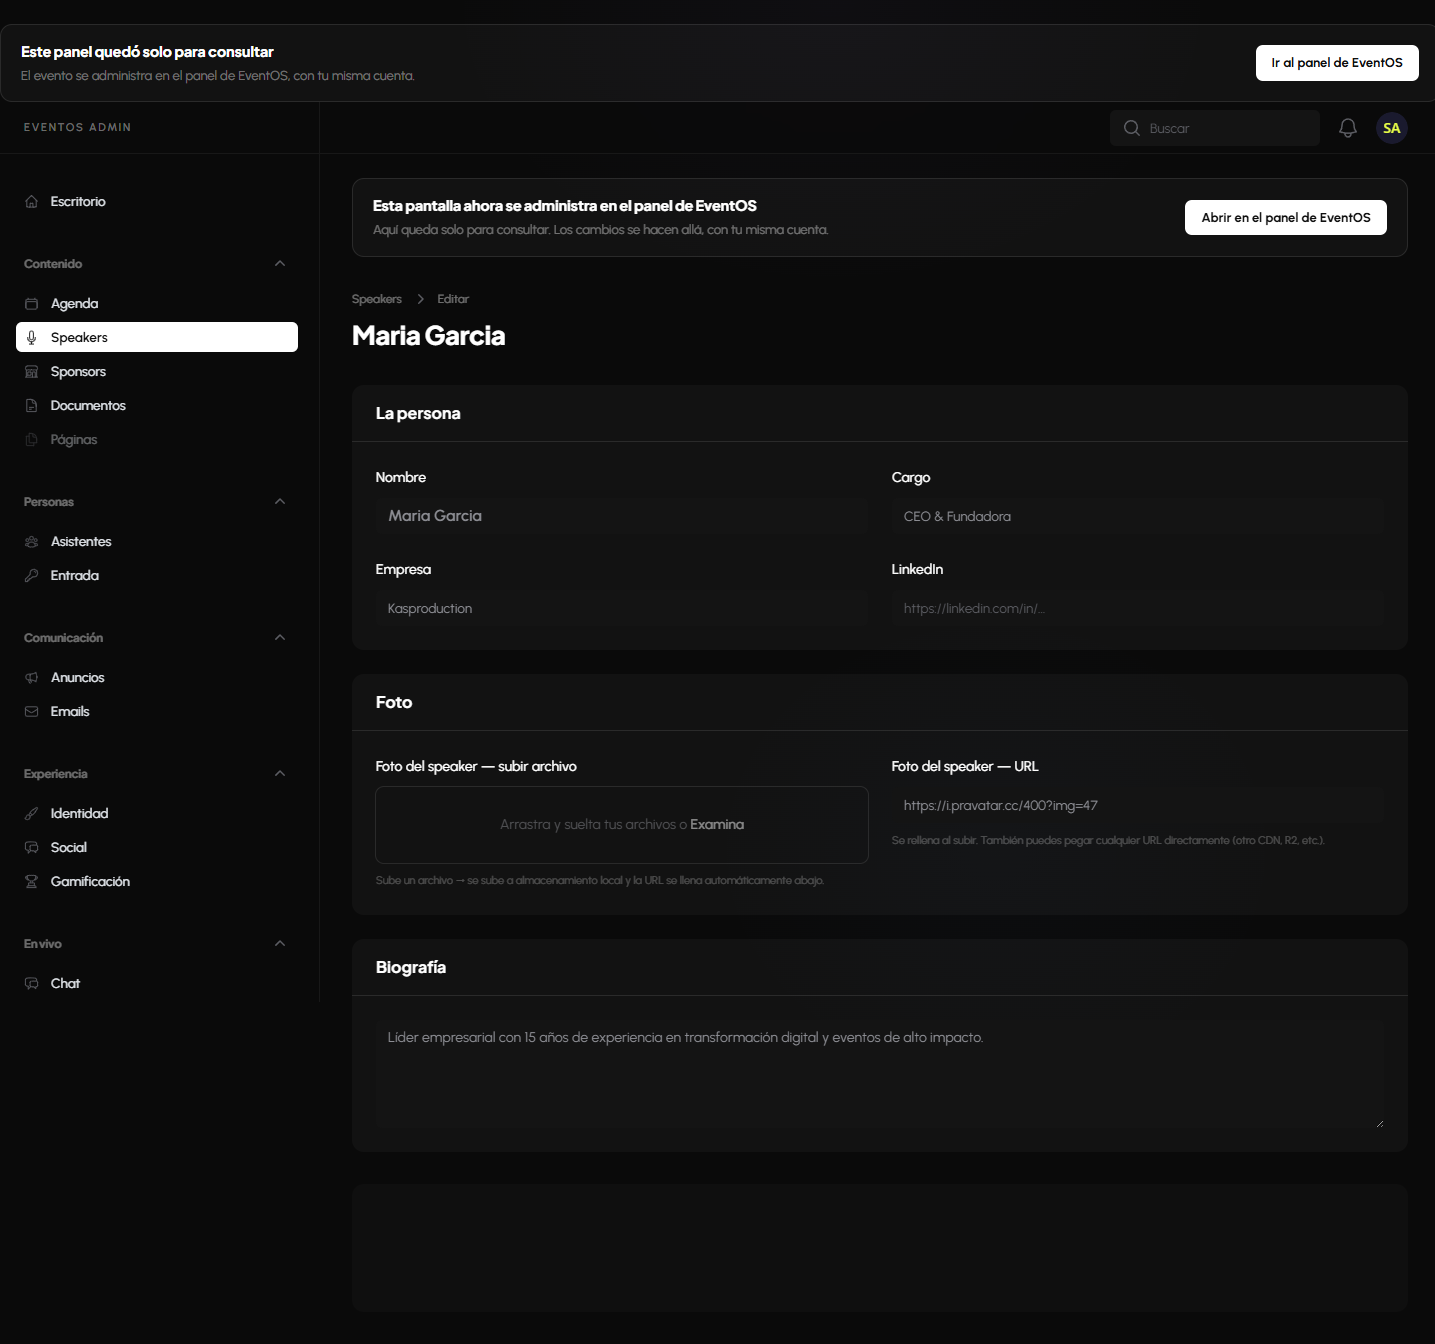 Este panel quedó solo para consultar
El evento se administra en el panel de EventOS, con tu misma cuenta.
Ir al panel de EventOS
EVENTOS ADMIN
Buscar
SA
Escritorio
Contenido
Agenda
Speakers
Sponsors
Documentos
Páginas
Personas
Asistentes
Entrada
Comunicación
Anuncios
Emails
Experiencia
Identidad
Social
Gamificación
En vivo
Chat
Esta pantalla ahora se administra en el panel de EventOS
Aquí queda solo para consultar. Los cambios se hacen allá, con tu misma cuenta.
Abrir en el panel de EventOS
Speakers > Editar
Maria Garcia
La persona
Nombre
Maria Garcia
Cargo
CEO & Fundadora
Empresa
Kasproduction
LinkedIn
https://linkedin.com/in/...
Foto
Foto del speaker — subir archivo
Arrastra y suelta tus archivos o Examina
Sube un archivo → se sube a almacenamiento local y la URL se llena automáticamente abajo.
Foto del speaker — URL
https://i.pravatar.cc/400?img=47
Se rellena al subir. También puedes pegar cualquier URL directamente (otro CDN, R2, etc.).
Biografía
Líder empresarial con 15 años de experiencia en transformación digital y eventos de alto impacto.